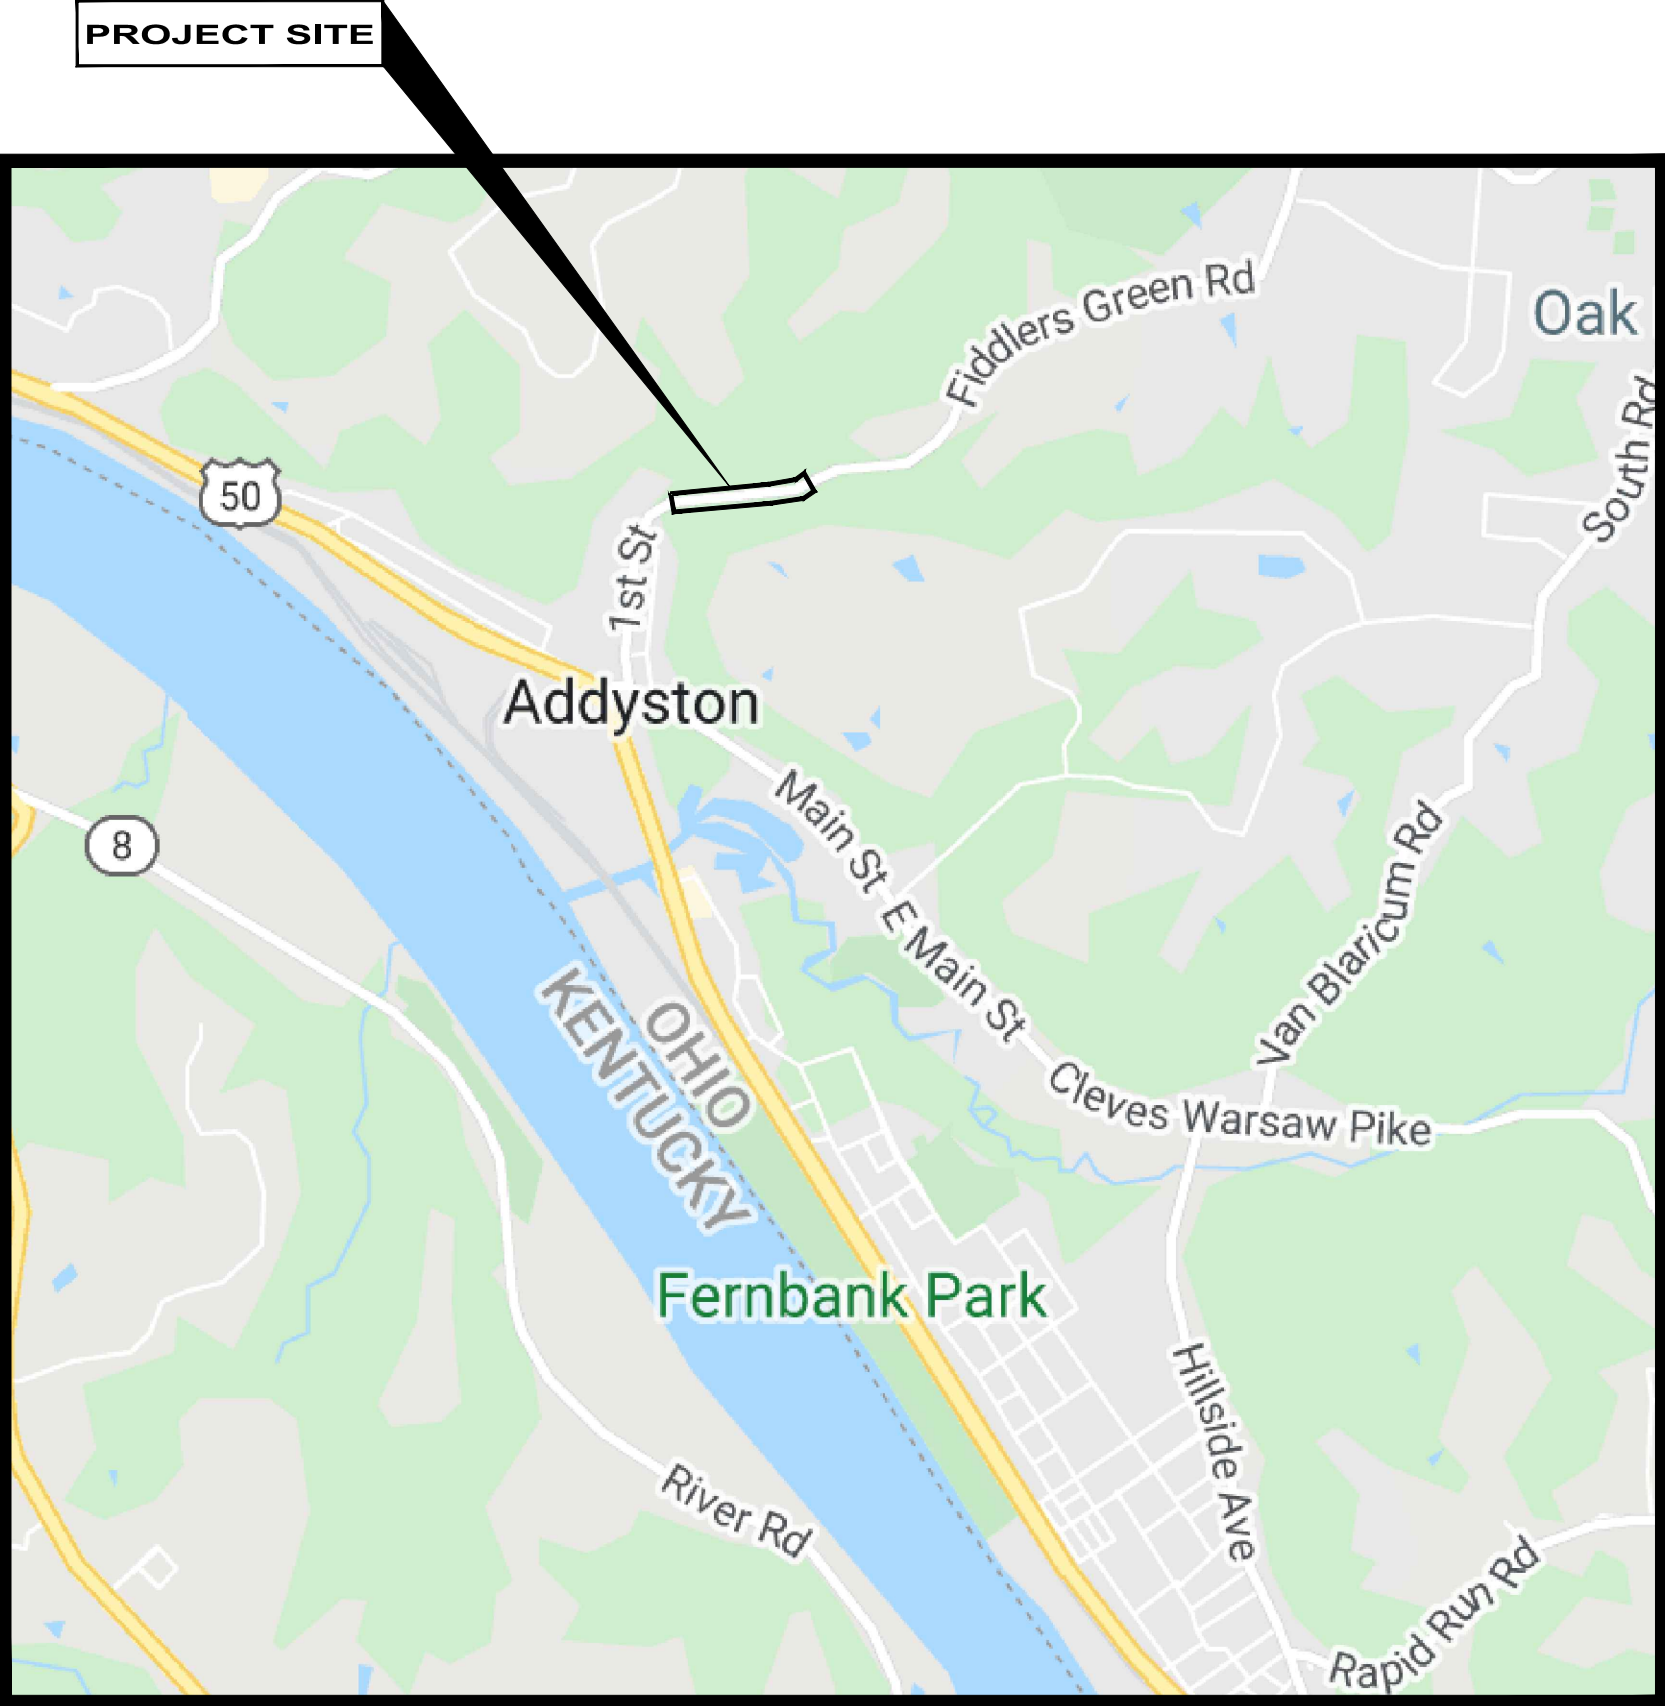 PROJECT SITE
Fiddlers Green Rd
Oak
South Rd
50
1st St
Addyston
Main St
8
E Main St
Van Blaricum Rd
OHIO
KENTUCKY
Cleves Warsaw Pike
Fernbank Park
Hillside Ave
River Rd
Rapid Run Rd